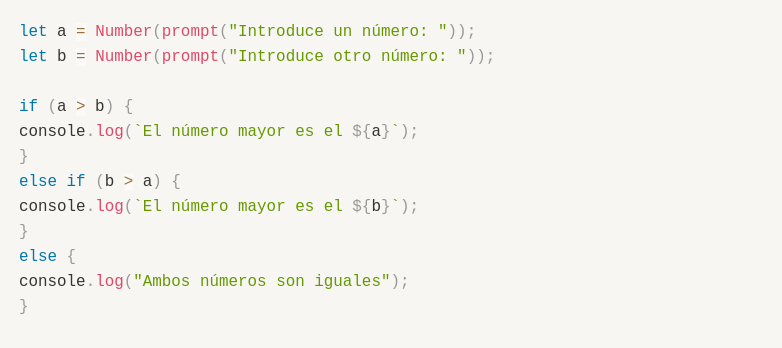 let a = Number(prompt("Introduce un número: "));
let b = Number(prompt("Introduce otro número: "));

if (a > b) {
console.log(`El número mayor es el ${a}`);
}
else if (b > a) {
console.log(`El número mayor es el ${b}`);
}
else {
console.log("Ambos números son iguales");
}